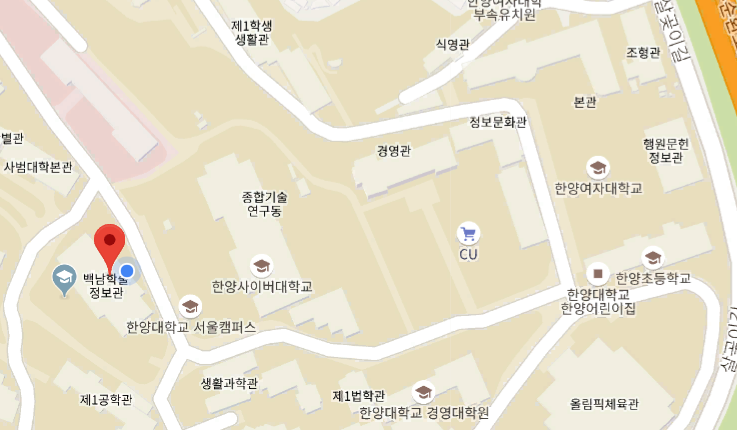 한양여자대학
부속유치원
제1학생
생활관
식영관
조형관
살곶이길
본관
정보문화관
별관
사범대학본관
경영관
행원문헌
정보관
한양여자대학교
종합기술
연구동
CU
백남학술
정보관
한양사이버대학교
한양초등학교
한양대학교
한양어린이집
한양대학교 서울캠퍼스
생활과학관
제1공학관
제1법학관
한양대학교 경영대학원
올림픽체육관